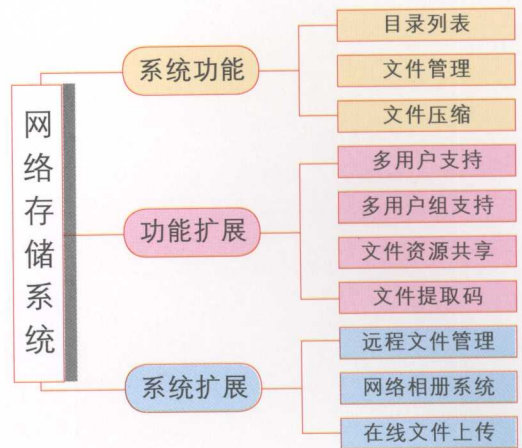 网络存储系统
系统功能
目录列表
文件管理
文件压缩
功能扩展
多用户支持
多用户组支持
文件资源共享
文件提取码
系统扩展
远程文件管理
网络相册系统
在线文件上传